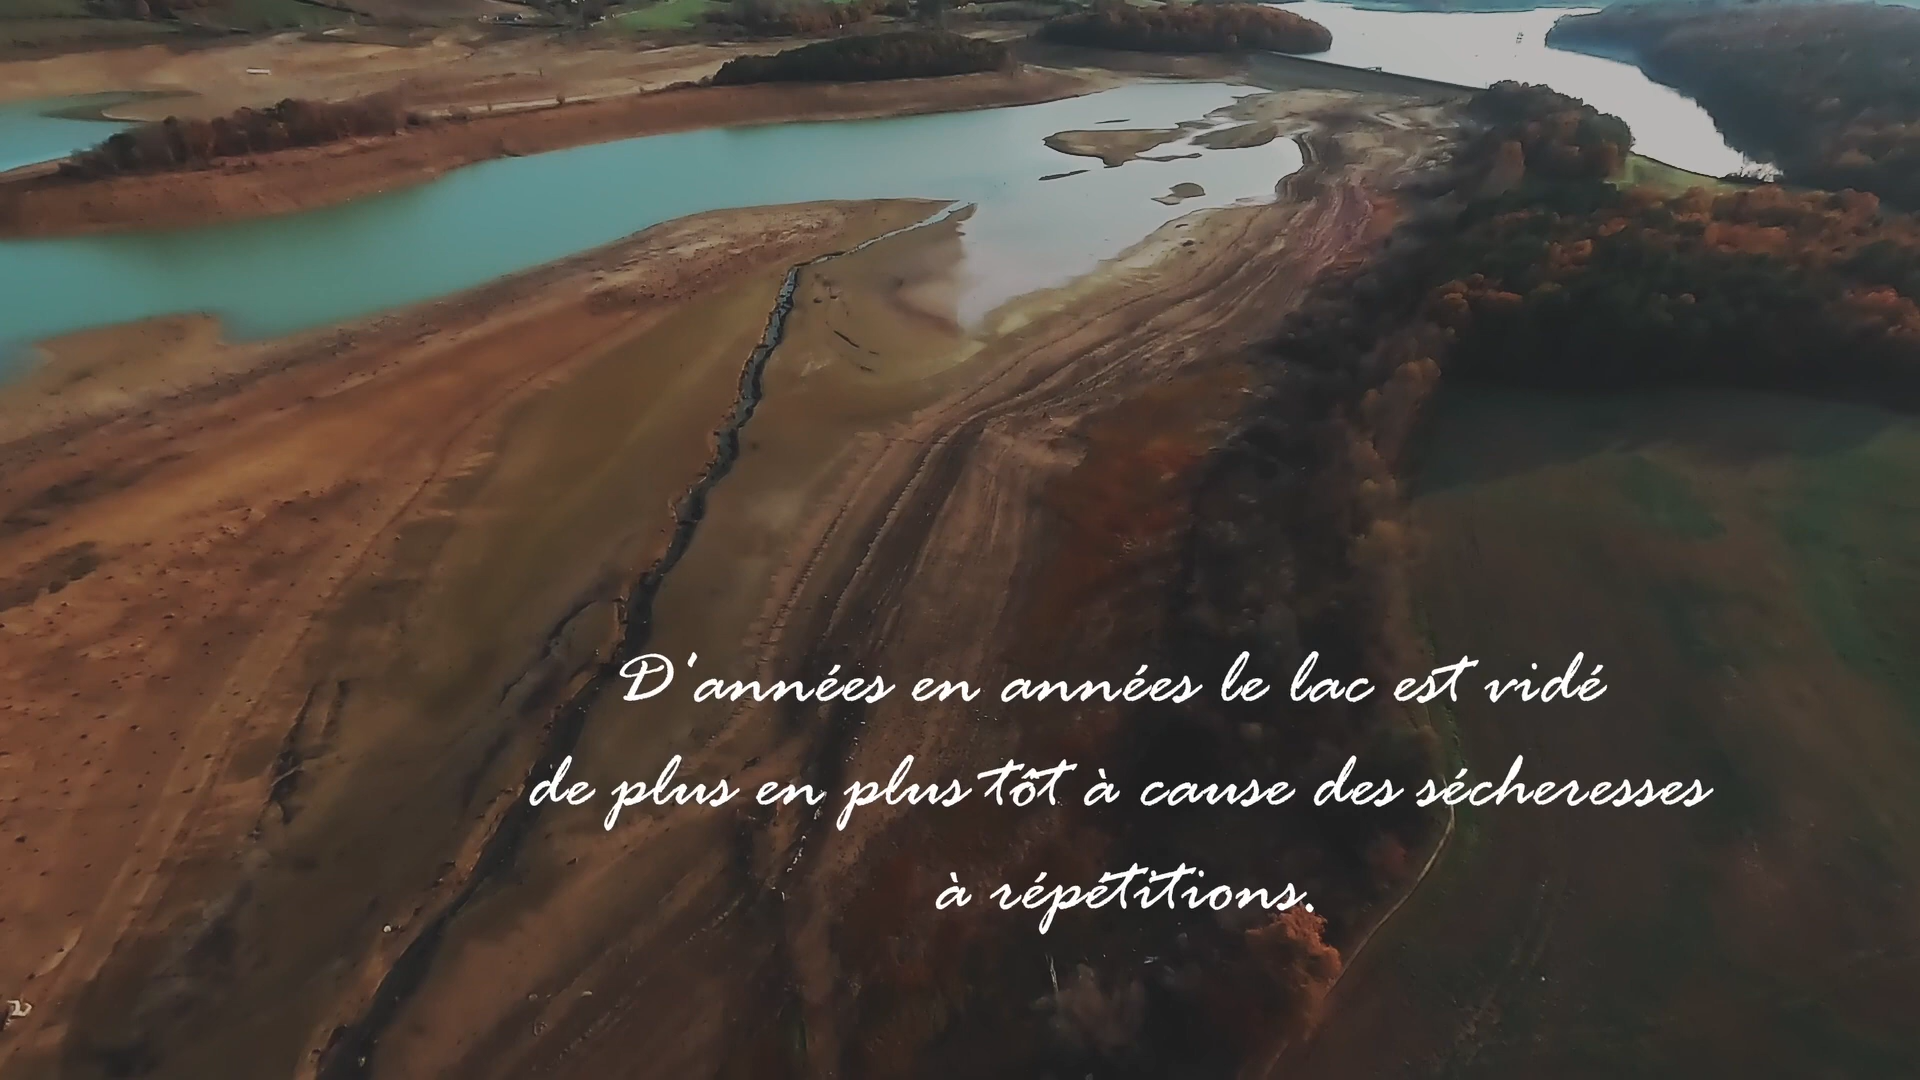 D'années en années le lac est vidé
de plus en plus tôt à cause des sécheresses
à répétitions.